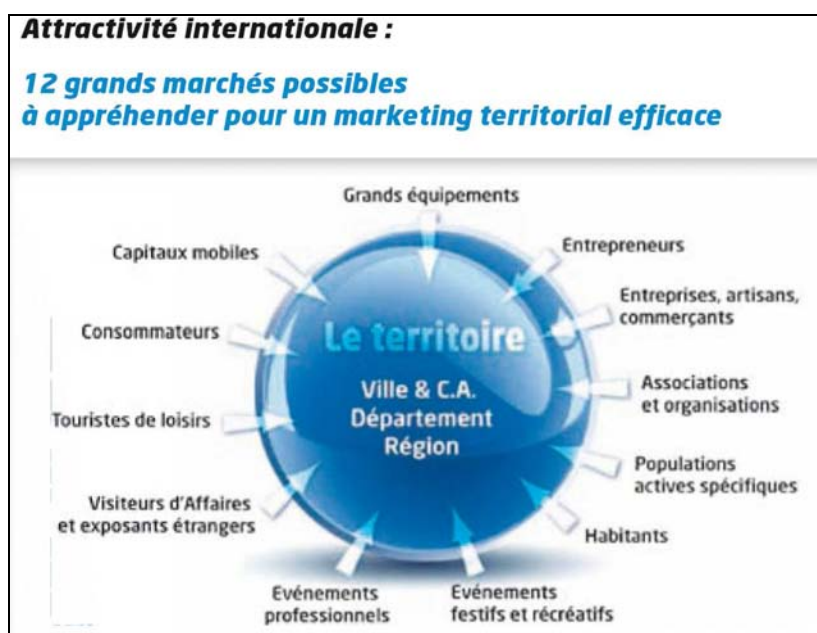 Attractivité internationale :
12 grands marchés possibles
à appréhender pour un marketing territorial efficace
Grands équipements
Capitaux mobiles
Entrepreneurs
Entreprises, artisans,
commerçants
Consommateurs
Le territoire
Ville & C.A.
Département
Région
Associations
et organisations
Touristes de loisirs
Populations
actives spécifiques
Visiteurs d'Affaires
et exposants étrangers
Habitants
Evénements
professionnels
Evénements
festifs et récréatifs